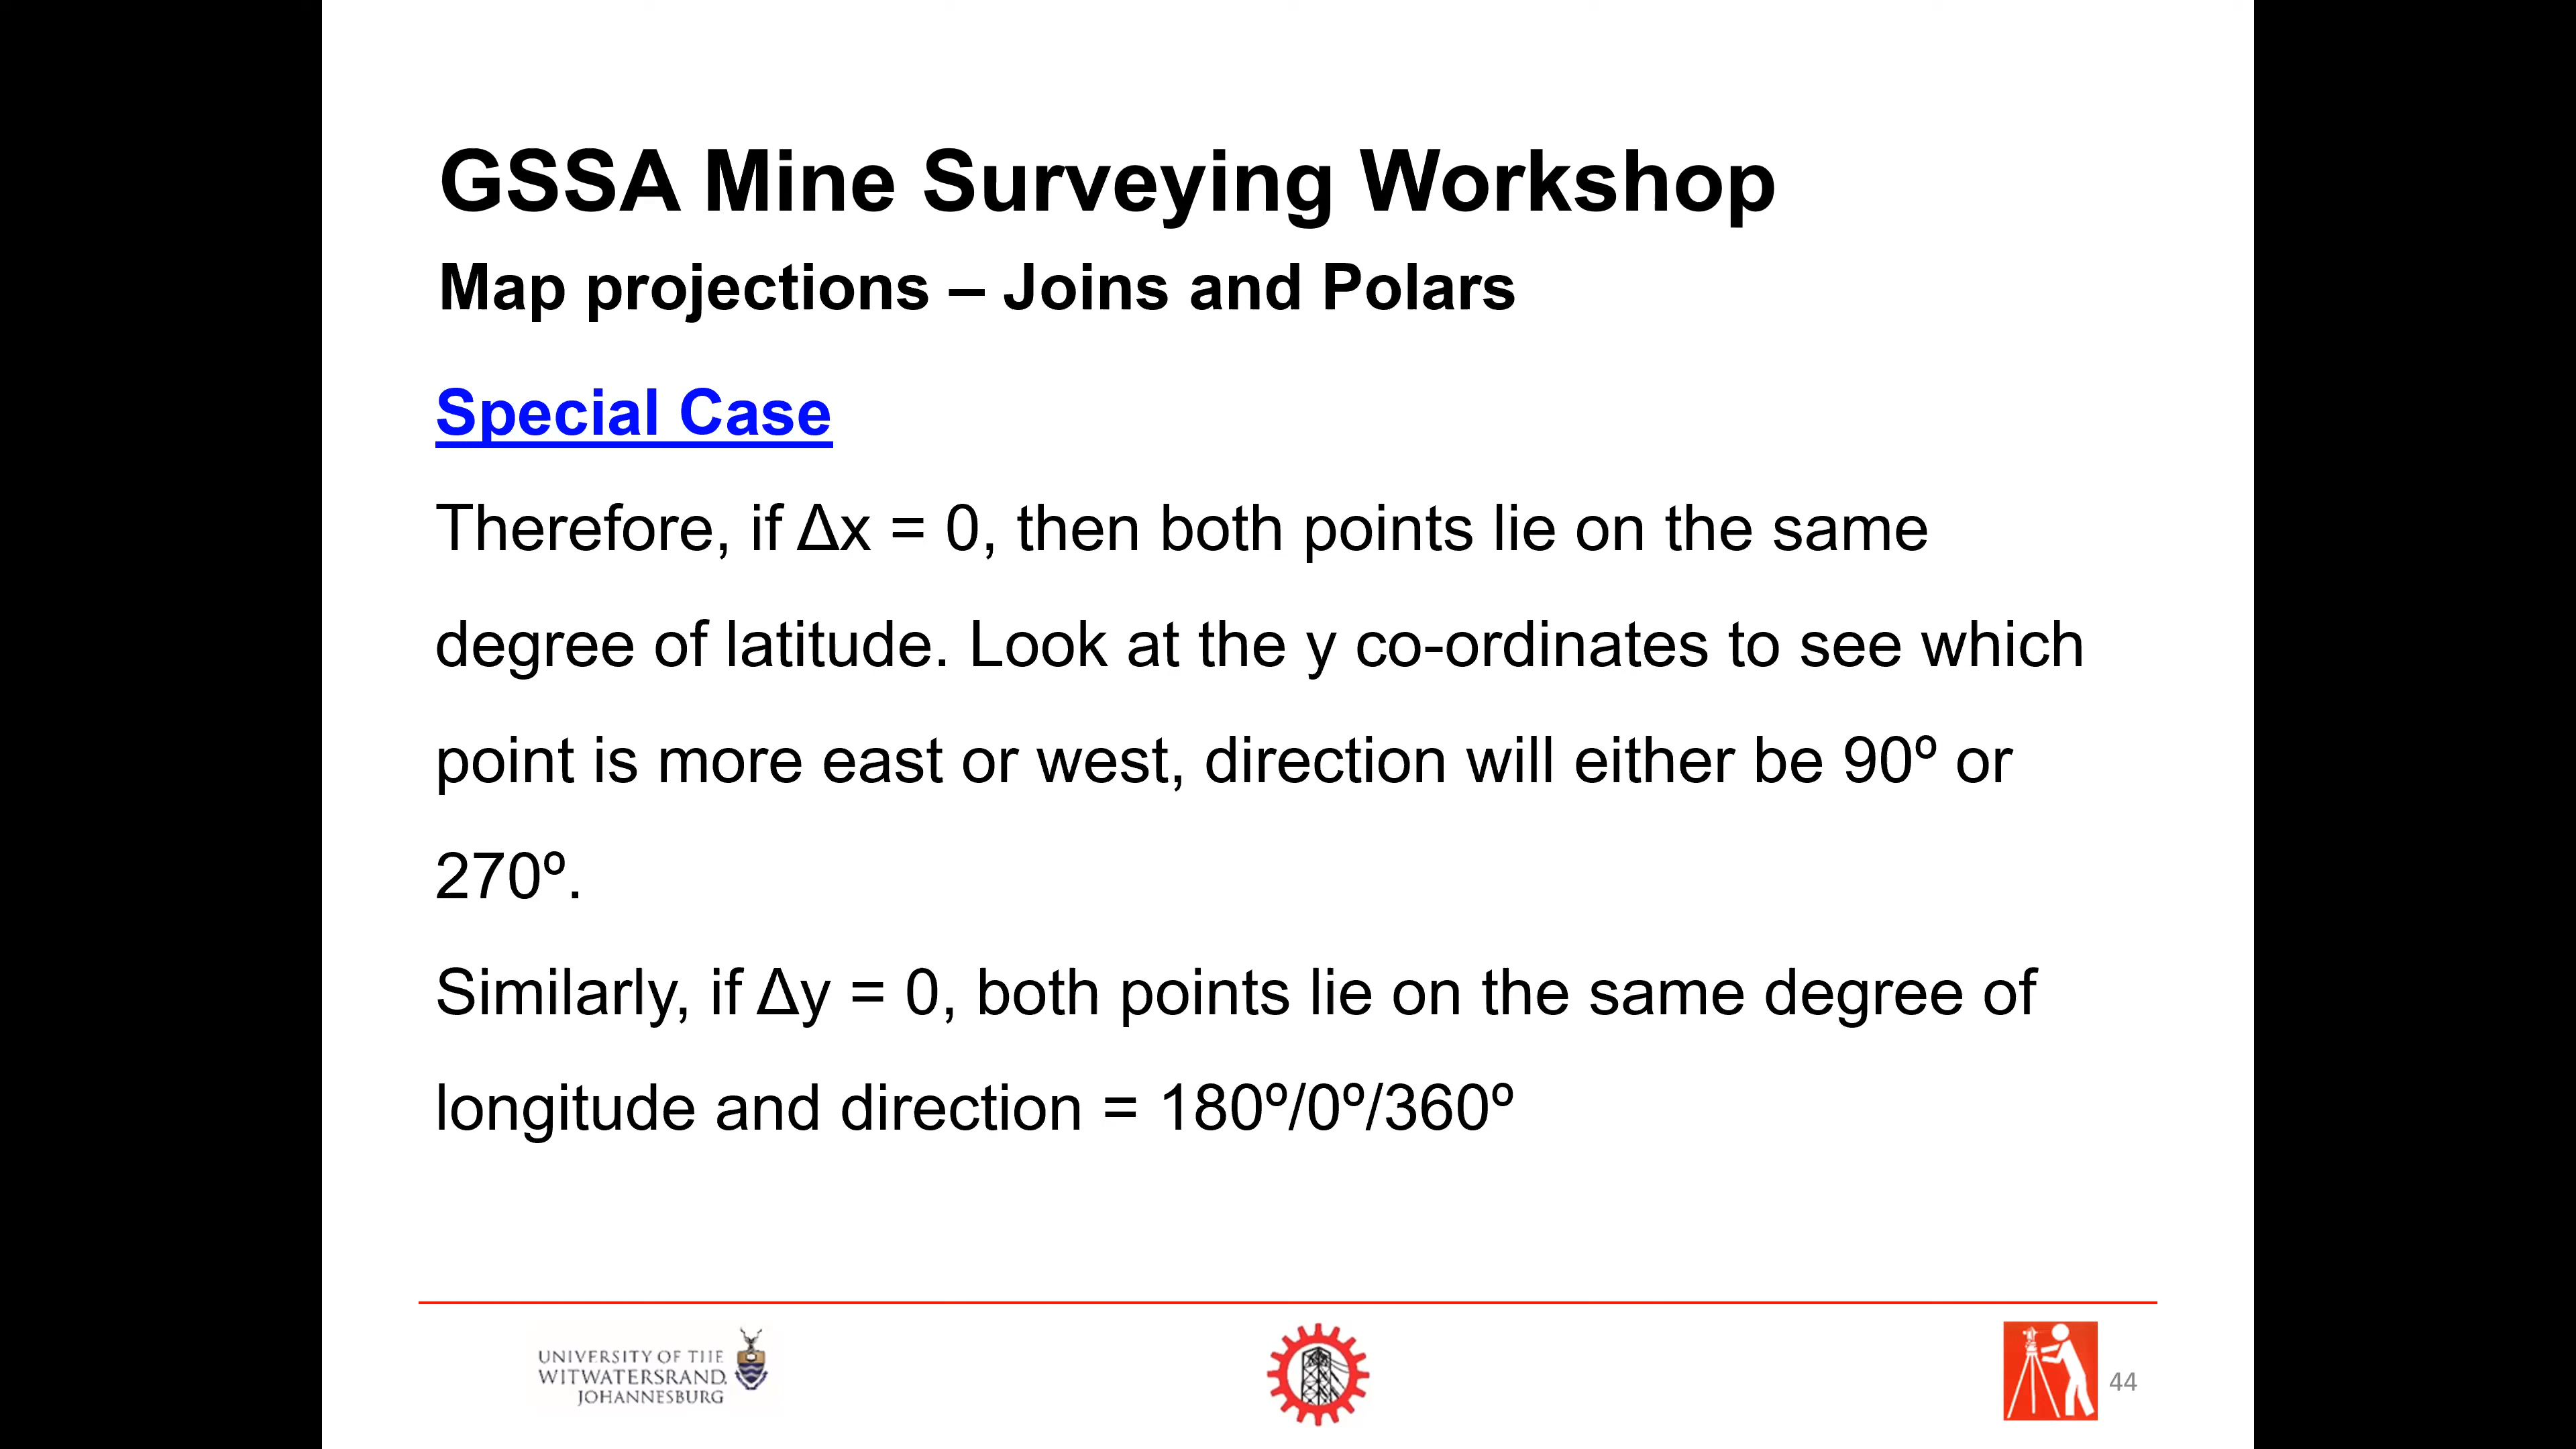 GSSA Mine Surveying Workshop
Map projections – Joins and Polars
Special Case
Therefore, if Δx = 0, then both points lie on the same
degree of latitude. Look at the y co-ordinates to see which
point is more east or west, direction will either be 90º or
270º.
Similarly, if Δy = 0, both points lie on the same degree of
longitude and direction = 180º/0º/360º
UNIVERSITY OF THE
WITWATERSRAND,
JOHANNESBURG
44